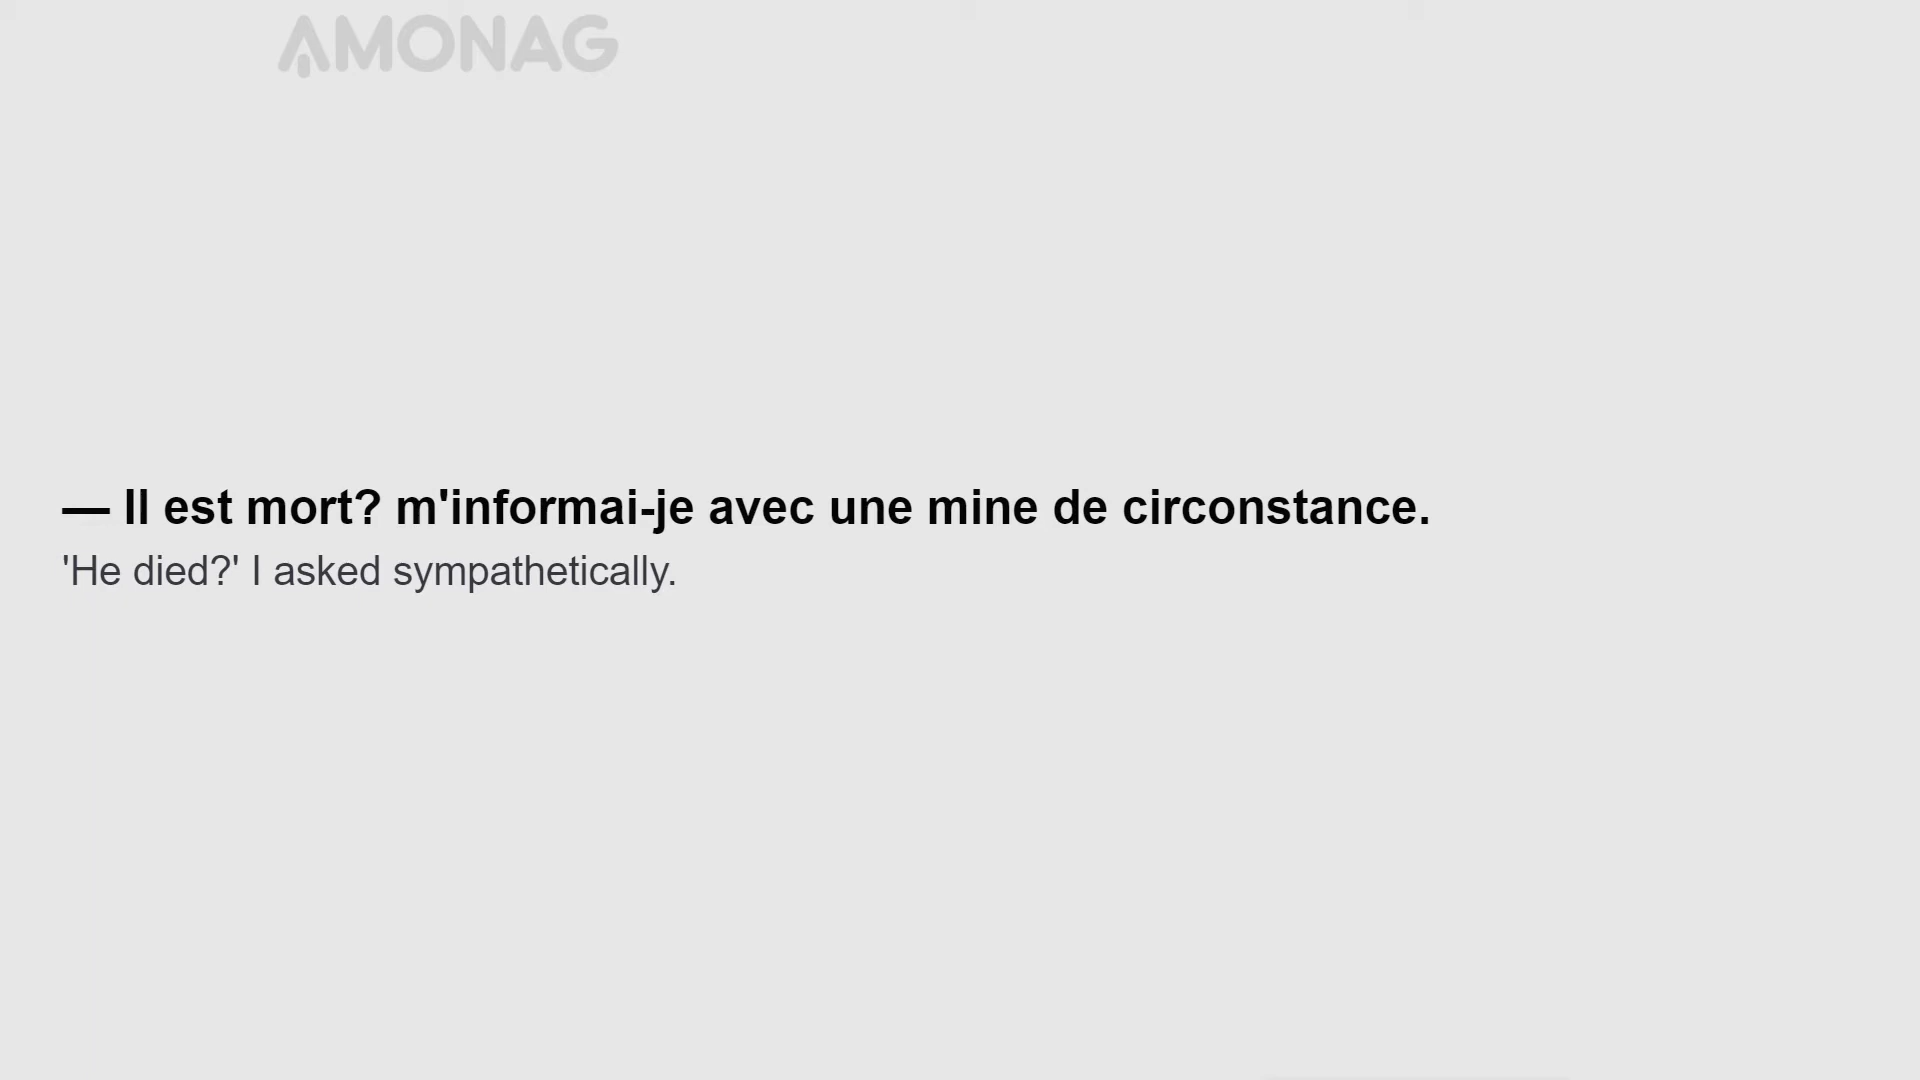 AMONAG
— Il est mort? m'informai-je avec une mine de circonstance.
'He died?' I asked sympathetically.